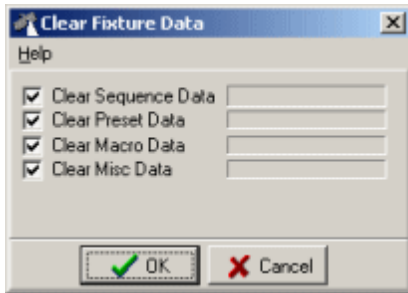 Clear Fixture Data
Help
Clear Sequence Data
Clear Preset Data
Clear Macro Data
Clear Misc Data
OK Cancel